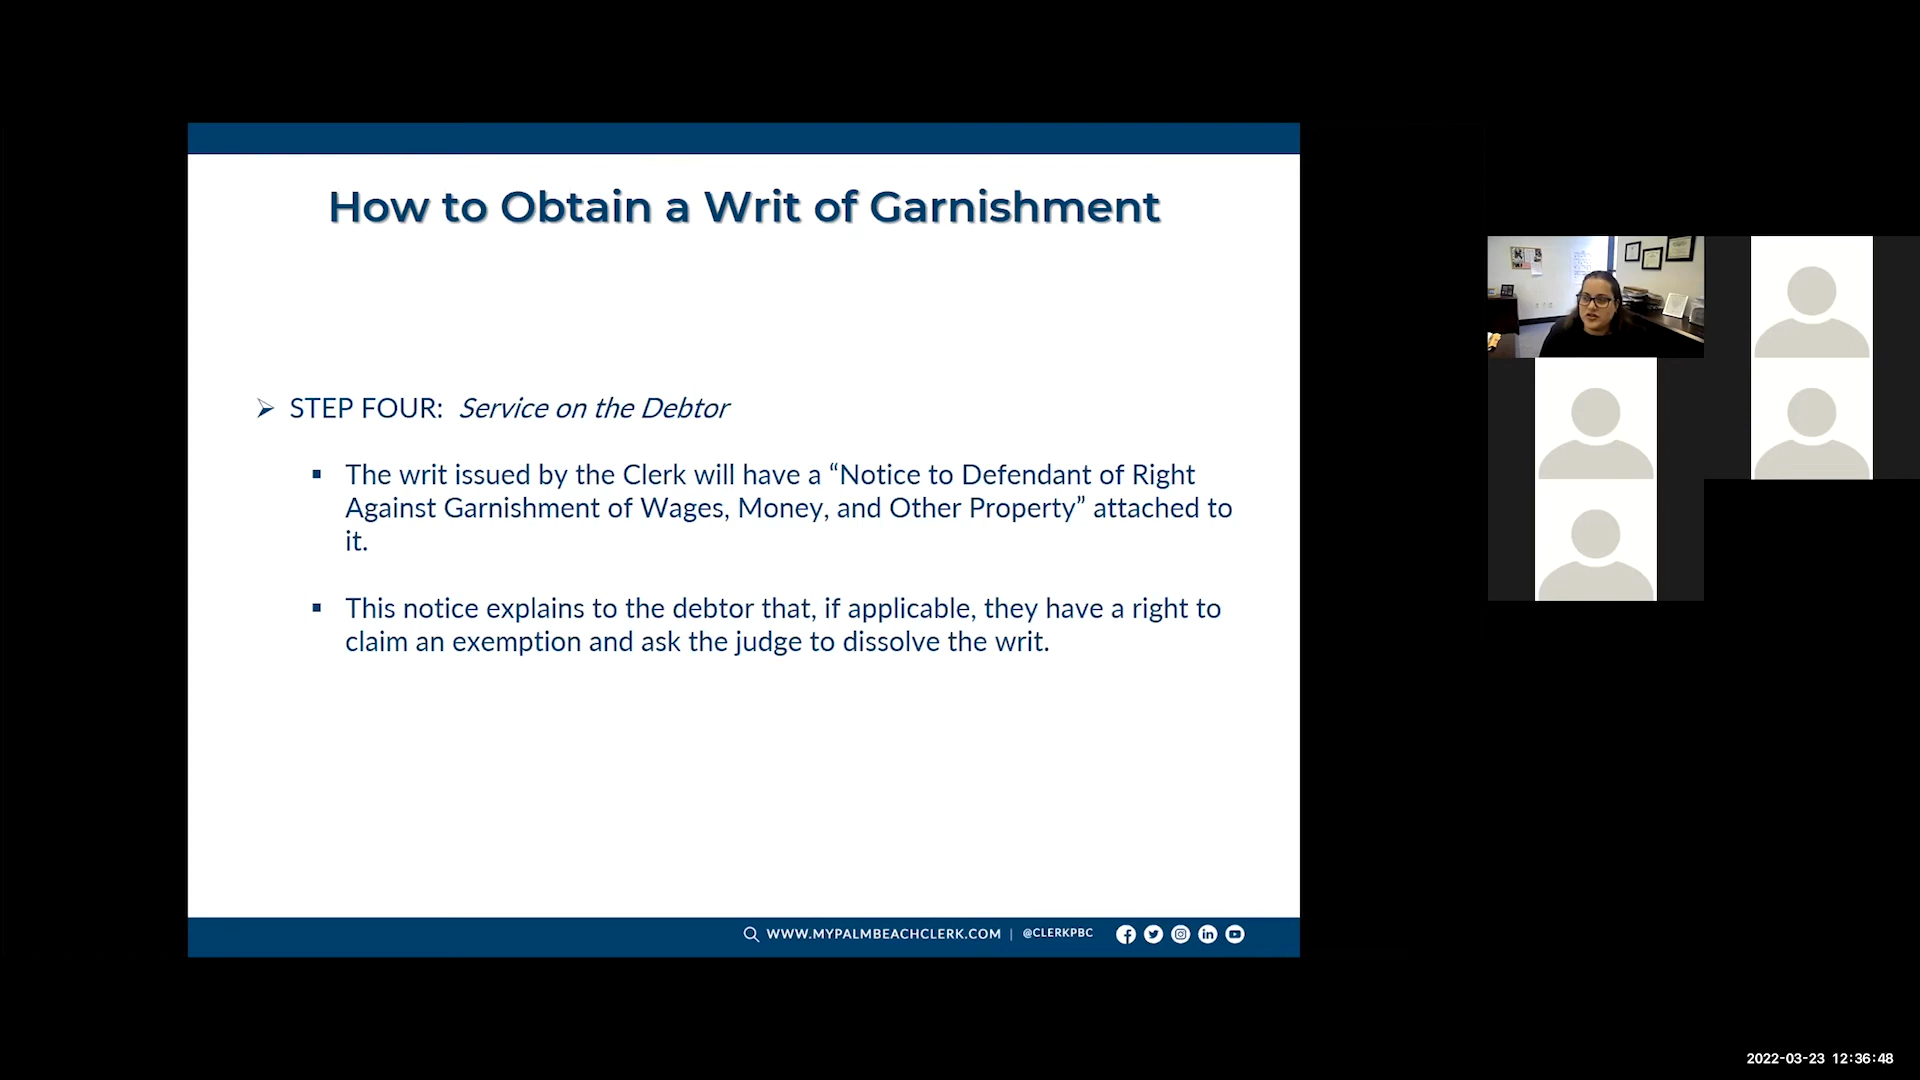 How to Obtain a Writ of Garnishment
STEP FOUR: Service on the Debtor
The writ issued by the Clerk will have a “Notice to Defendant of Right
Against Garnishment of Wages, Money, and Other Property” attached to
it.
This notice explains to the debtor that, if applicable, they have a right to
claim an exemption and ask the judge to dissolve the writ.
WWW.MYPALMBEACHCLERK.COM | @CLERKPBC
2022-03-23 12:36:48